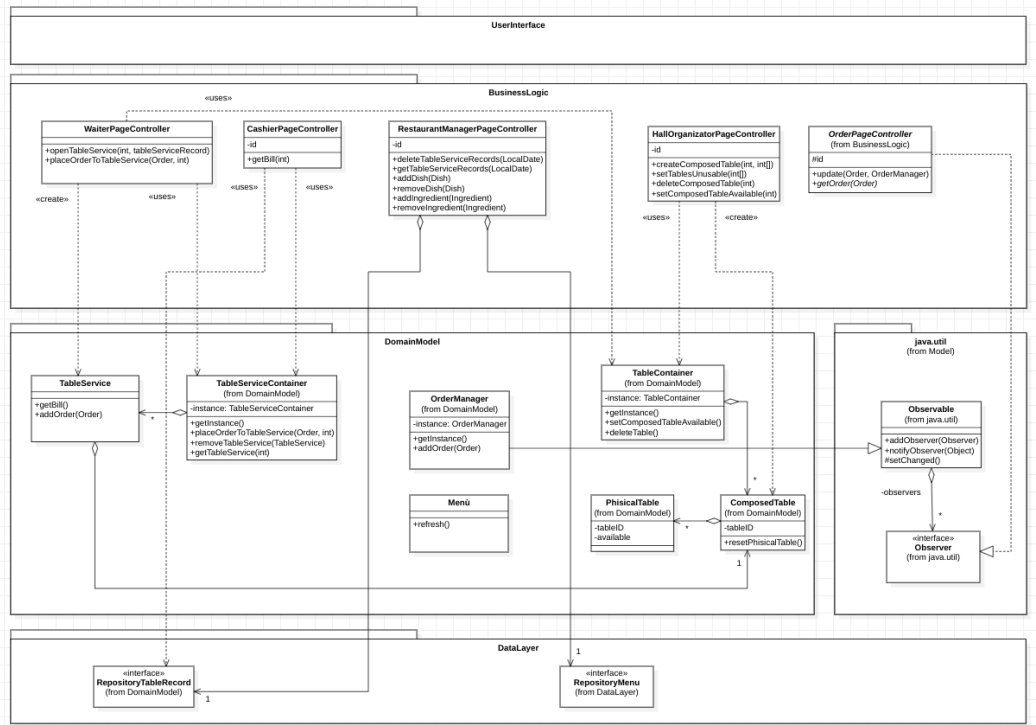 UserInterface
BusinessLogic
«uses»
WaiterPageController
+openTableService(int, tableServiceRecord)
+placeOrderToTableService(Order, int)
CashierPageController
-id
+getBill(int)
RestaurantManagerPageController
-id
+deleteTableServiceRecords(LocalDate)
+getTableServiceRecords(LocalDate)
+addDish(Dish)
+removeDish(Dish)
+addIngredient(Ingredient)
+removeIngredient(Ingredient)
HallOrganizatorPageController
-id
+createComposedTable(int, int[])
+setTablesUnusable(int[])
+deleteComposedTable(int)
+setComposedTableAvailable(int)
OrderPageController
(from BusinessLogic)
#id
+update(Order, OrderManager)
+getOrder(Order)
«create»
«uses»
«uses»
«uses»
«uses»
«create»
DomainModel
java.util
(from Model)
TableService
+getBill()
+addOrder(Order)
*
TableServiceContainer
(from DomainModel)
-instance: TableServiceContainer
+getInstance()
+placeOrderToTableService(Order, int)
+removeTableService(TableService)
+getTableService(int)
OrderManager
(from DomainModel)
-instance: OrderManager
+getInstance()
+addOrder(Order)
TableContainer
(from DomainModel)
-instance: TableContainer
+getInstance()
+setComposedTableAvailable()
+deleteTable()
*
Observable
(from java.util)
+addObserver(Observer)
+notifyObserver(Object)
#setChanged()
-observers
*
Menù
+refresh()
PhisicalTable
(from DomainModel)
-tableID
-available
*
ComposedTable
(from DomainModel)
-tableID
+resetPhisicalTable()
1
«interface»
Observer
(from java.util)
DataLayer
«interface»
RepositoryTableRecord
(from DomainModel)
1
1
«interface»
RepositoryMenu
(from DataLayer)